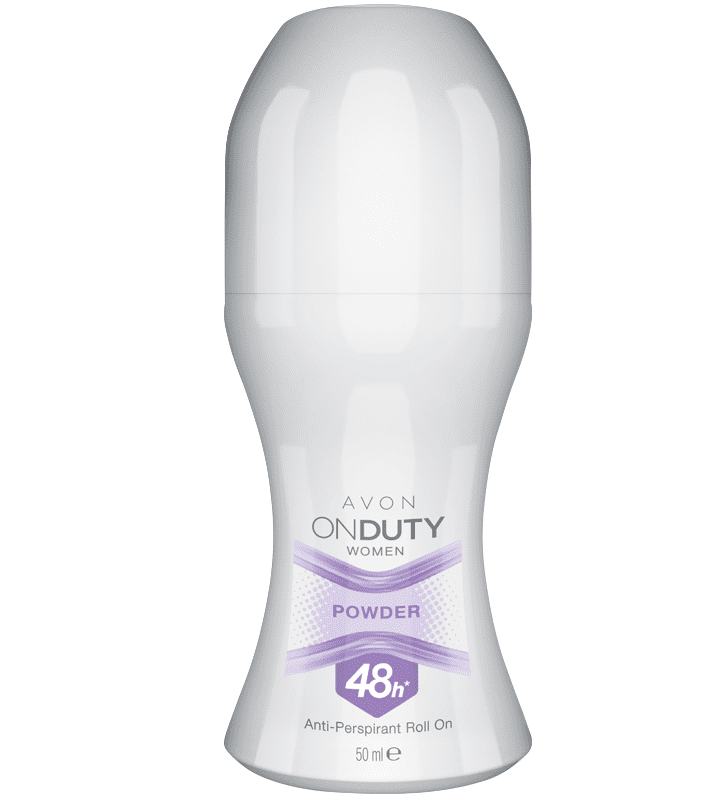 AVON
ONDUTY
WOMEN
POWDER
48h*
Anti-Perspirant Roll On
50 ml ℮